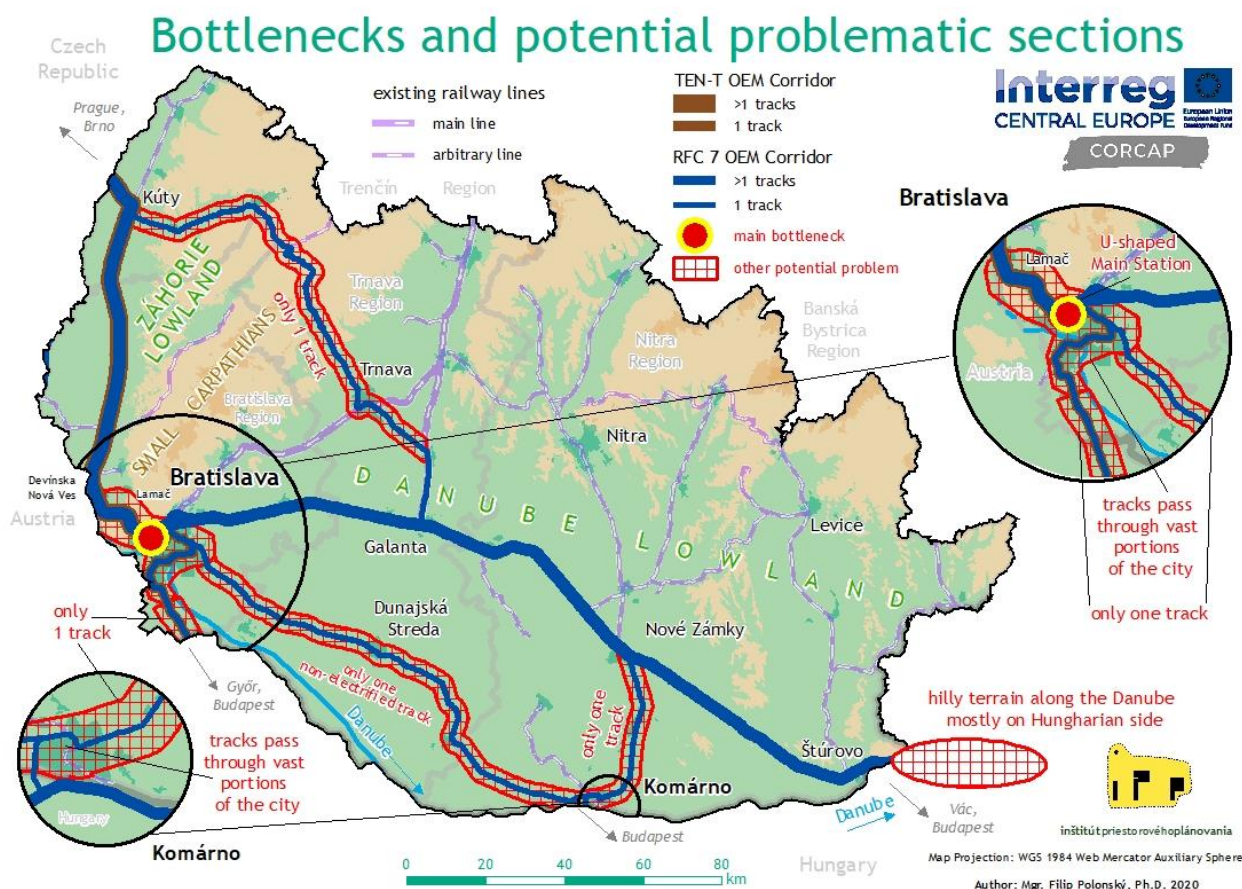 Bottlenecks and potential problematic sections
Czech
Republic
Prague,
Brno
existing railway lines
main line
arbitrary line
TEN-T OEM Corridor
>1 tracks
1 track
RFC 7 OEM Corridor
>1 tracks
1 track
main bottleneck
other potential problem
Interreg
CENTRAL EUROPE
European Union
European Regional
Development Fund
CORCAP
Trenčín Region
Kúty
ZÁHORIE
LOWLAND
SMALL CARPATHIANS
only 1 track
Trnava
Region
Trnava
Bratislava
Region
Nitra
Region
Banská
Bystrica
Region
Nitra
Bratislava
Lamač
U-shaped
Main Station
Austria
tracks pass
through vast
portions
of the city
only one track
Devínska
Nová Ves
Lamač
Bratislava
Austria
DANUBE LOWLAND
Galanta
Levice
Dunajská
Streda
Nové Zámky
only
1 track
Győr,
Budapest
only one
non-electrified track
Danube
only one
track
hilly terrain along the Danube
mostly on Hungharian side
Štúrovo
Komárno
tracks pass
through vast
portions
of the city
Hungary
Komárno
Budapest
Danube
Vác,
Budapest
Hungary
0 20 40 60 80
km
inštitút priestorového plánovania
Map Projection: WGS 1984 Web Mercator Auxiliary Sphere
Author: Mgr. Filip Polonský, Ph.D. 2020